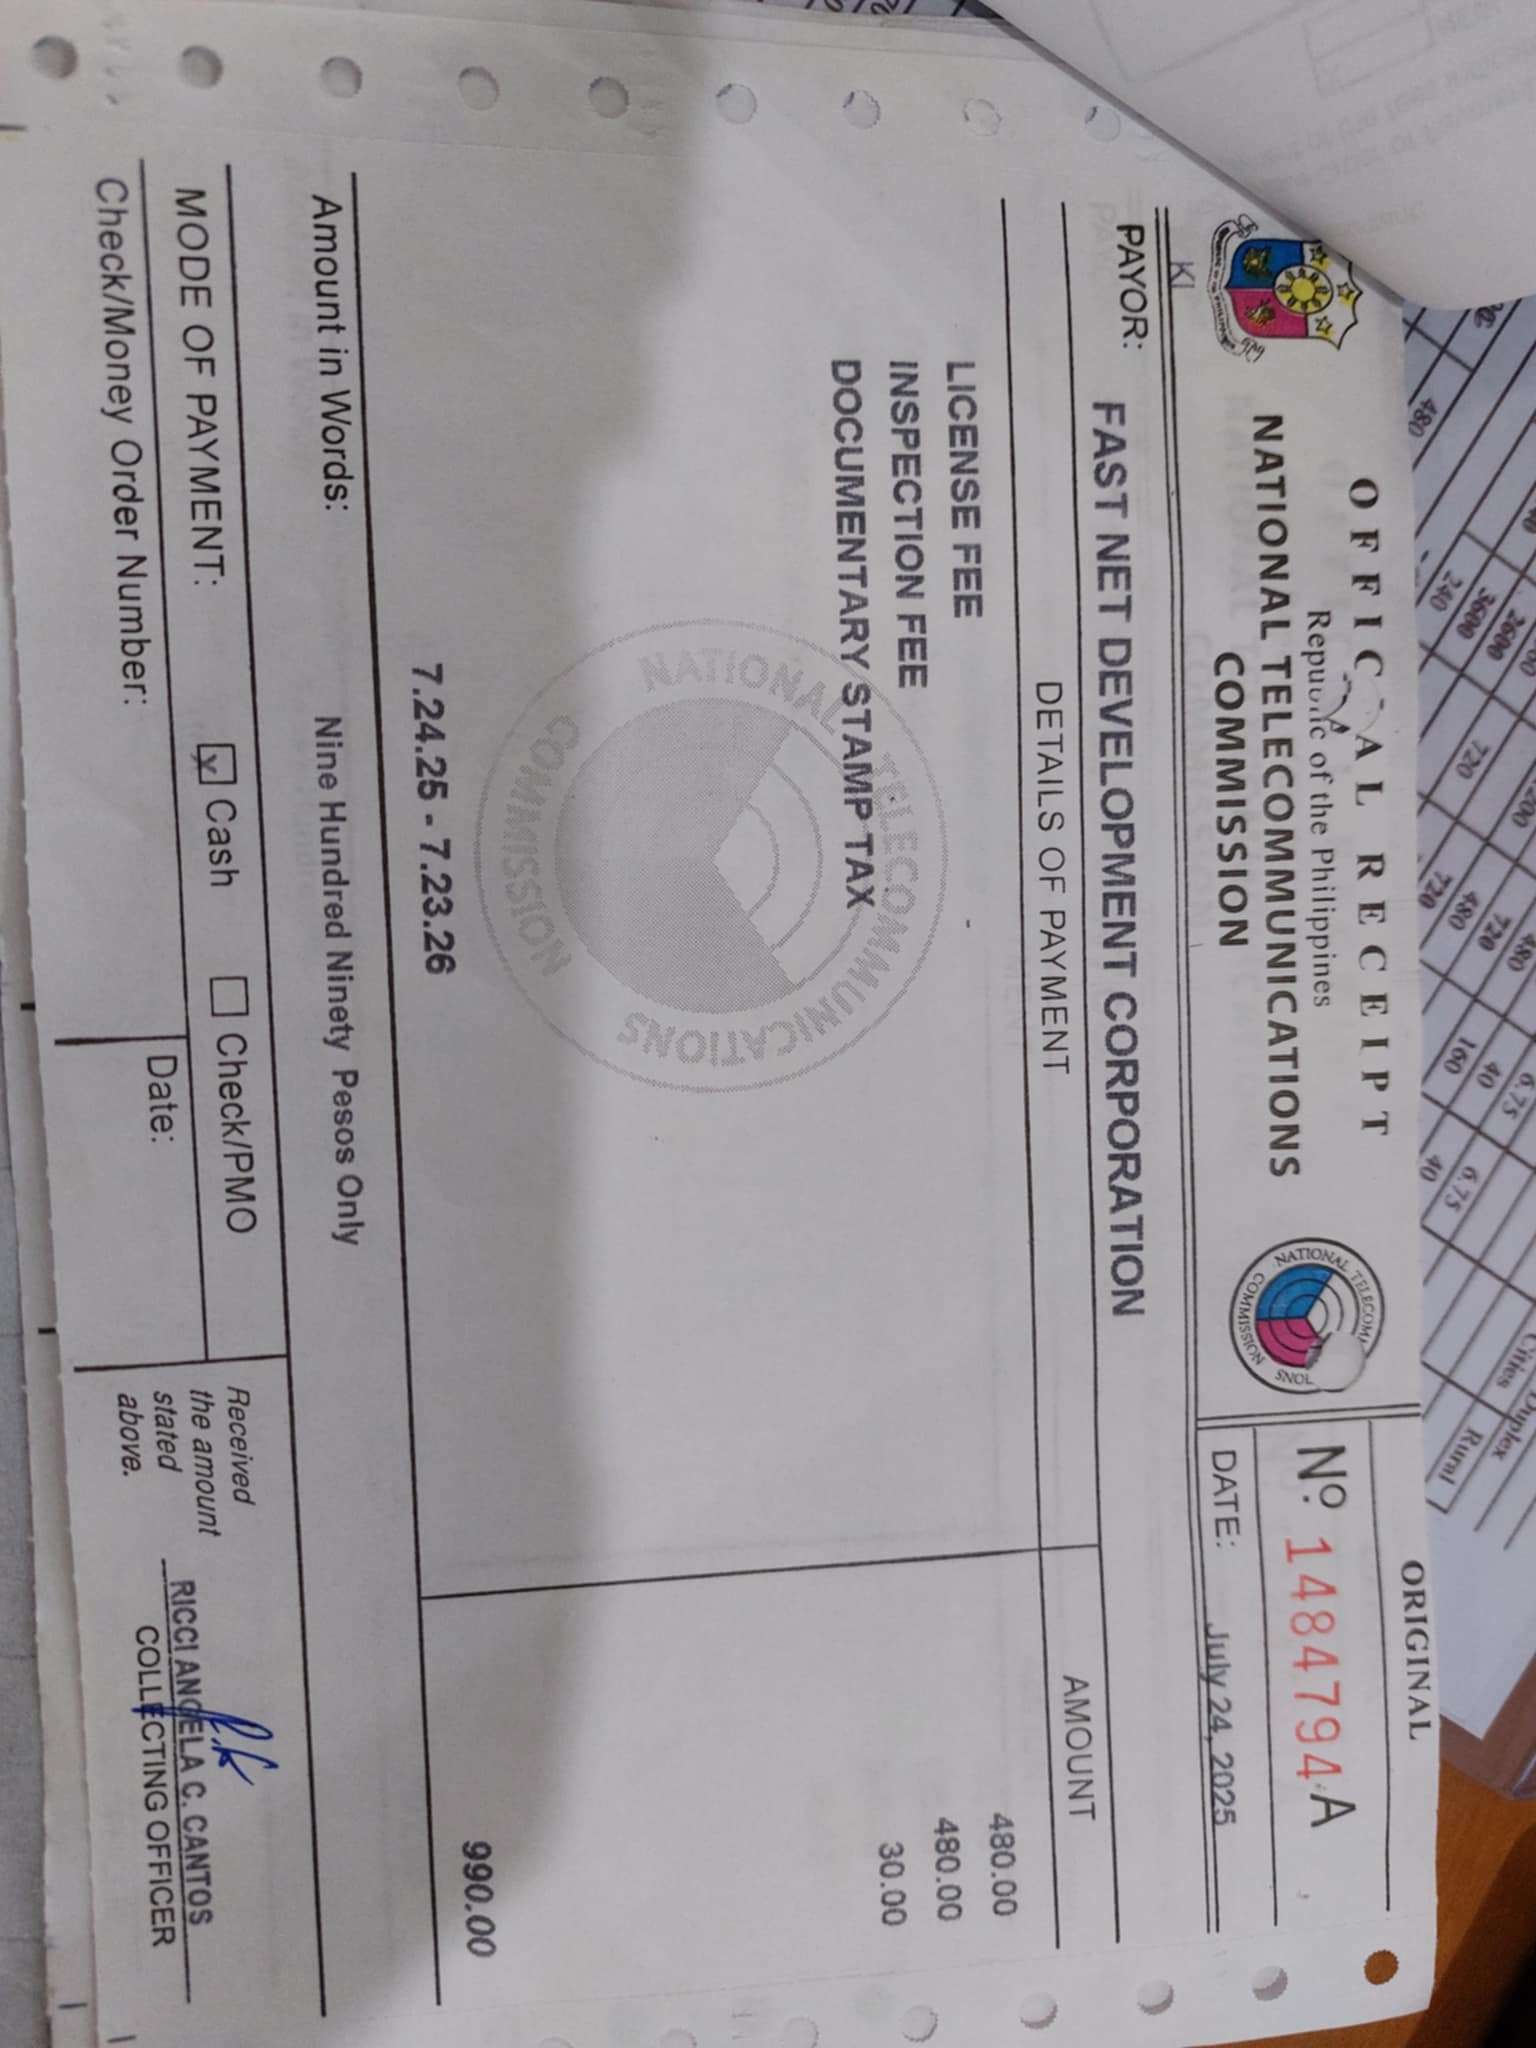 ORIGINAL
OFFICIAL RECEIPT
Republic of the Philippines
NATIONAL TELECOMMUNICATIONS
COMMISSION
Nº. 1484794 A
DATE: July 24, 2025
KI
PAYOR: FAST NET DEVELOPMENT CORPORATION
DETAILS OF PAYMENT AMOUNT
LICENSE FEE 480.00
INSPECTION FEE 480.00
DOCUMENTARY STAMP TAX 30.00
NATIONAL TELECOMMUNICATIONS
COMMISSION
7.24.25 - 7.23.26 990.00
Amount in Words: Nine Hundred Ninety Pesos Only
MODE OF PAYMENT: Cash Check/PMO
Check/Money Order Number: Date:
Received
the amount
stated
above.
RICCI ANGELA C. CANTOS
COLLECTING OFFICER
480
240
720
720
480
720
160
40
6.75
40
6.75
Cities
Duplex
Rural